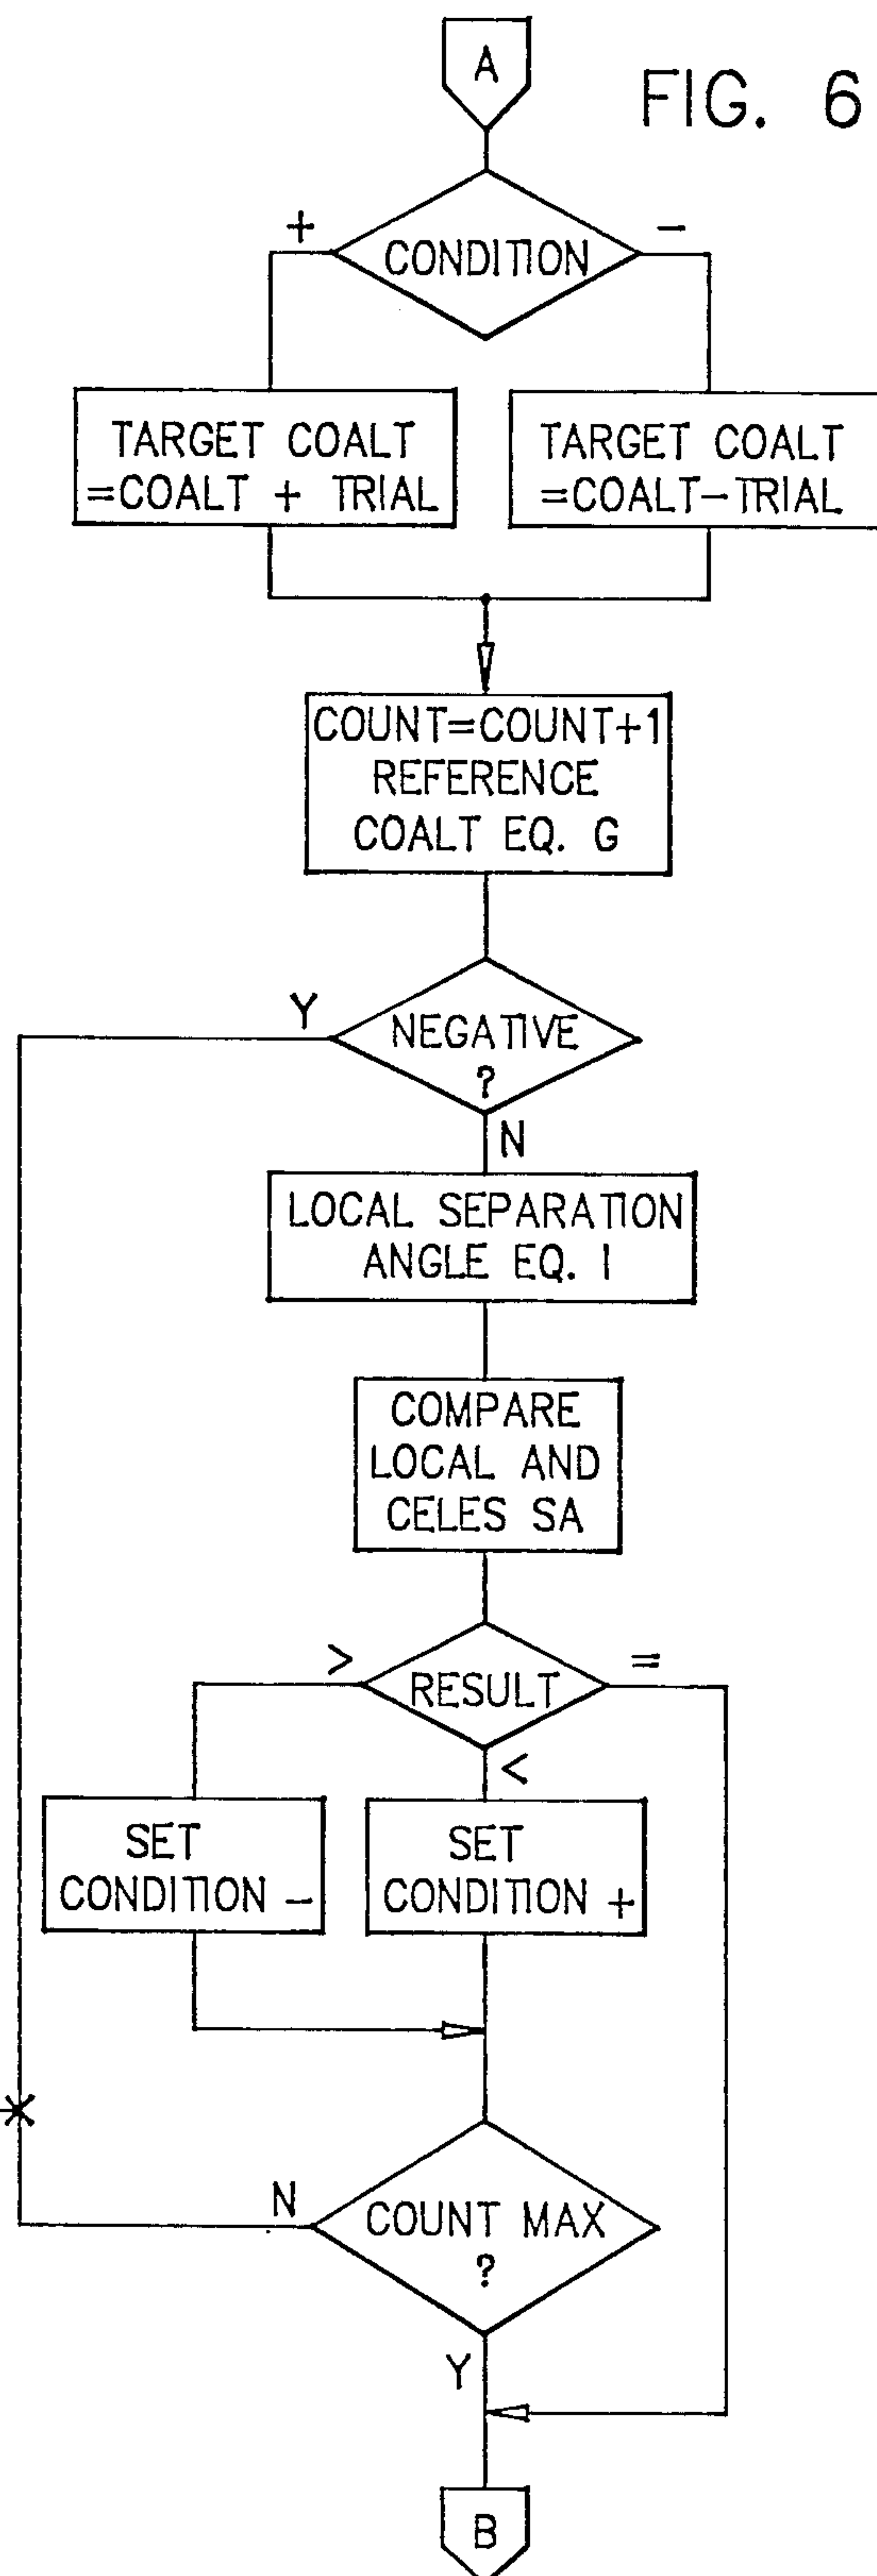 A
FIG. 6
+
-
CONDITION
TARGET COALT
=COALT + TRIAL
TARGET COALT
=COALT-TRIAL
COUNT=COUNT+1
REFERENCE
COALT EQ. G
Y
NEGATIVE
?
N
LOCAL SEPARATION
ANGLE EQ. I
COMPARE
LOCAL AND
CELES SA
>
=
RESULT
<
SET
CONDITION -
SET
CONDITION +
N
COUNT MAX
?
Y
B